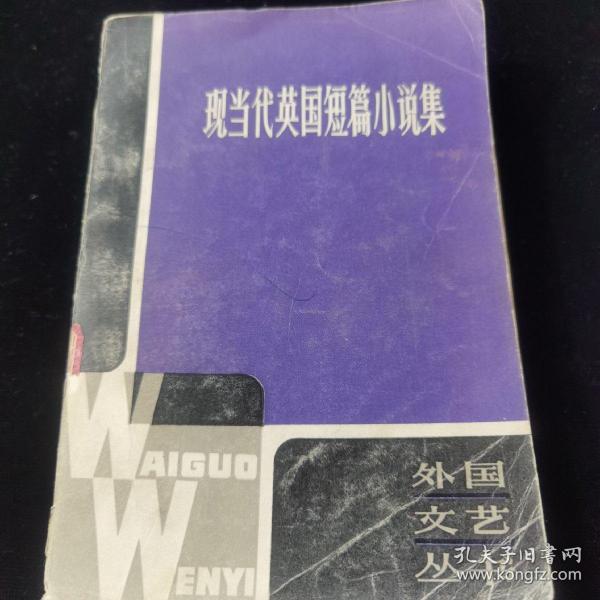 现当代英国短篇小说集
WAIGUO
WENYI
外国
文艺
丛
孔夫子旧书网
www.kongfz.com